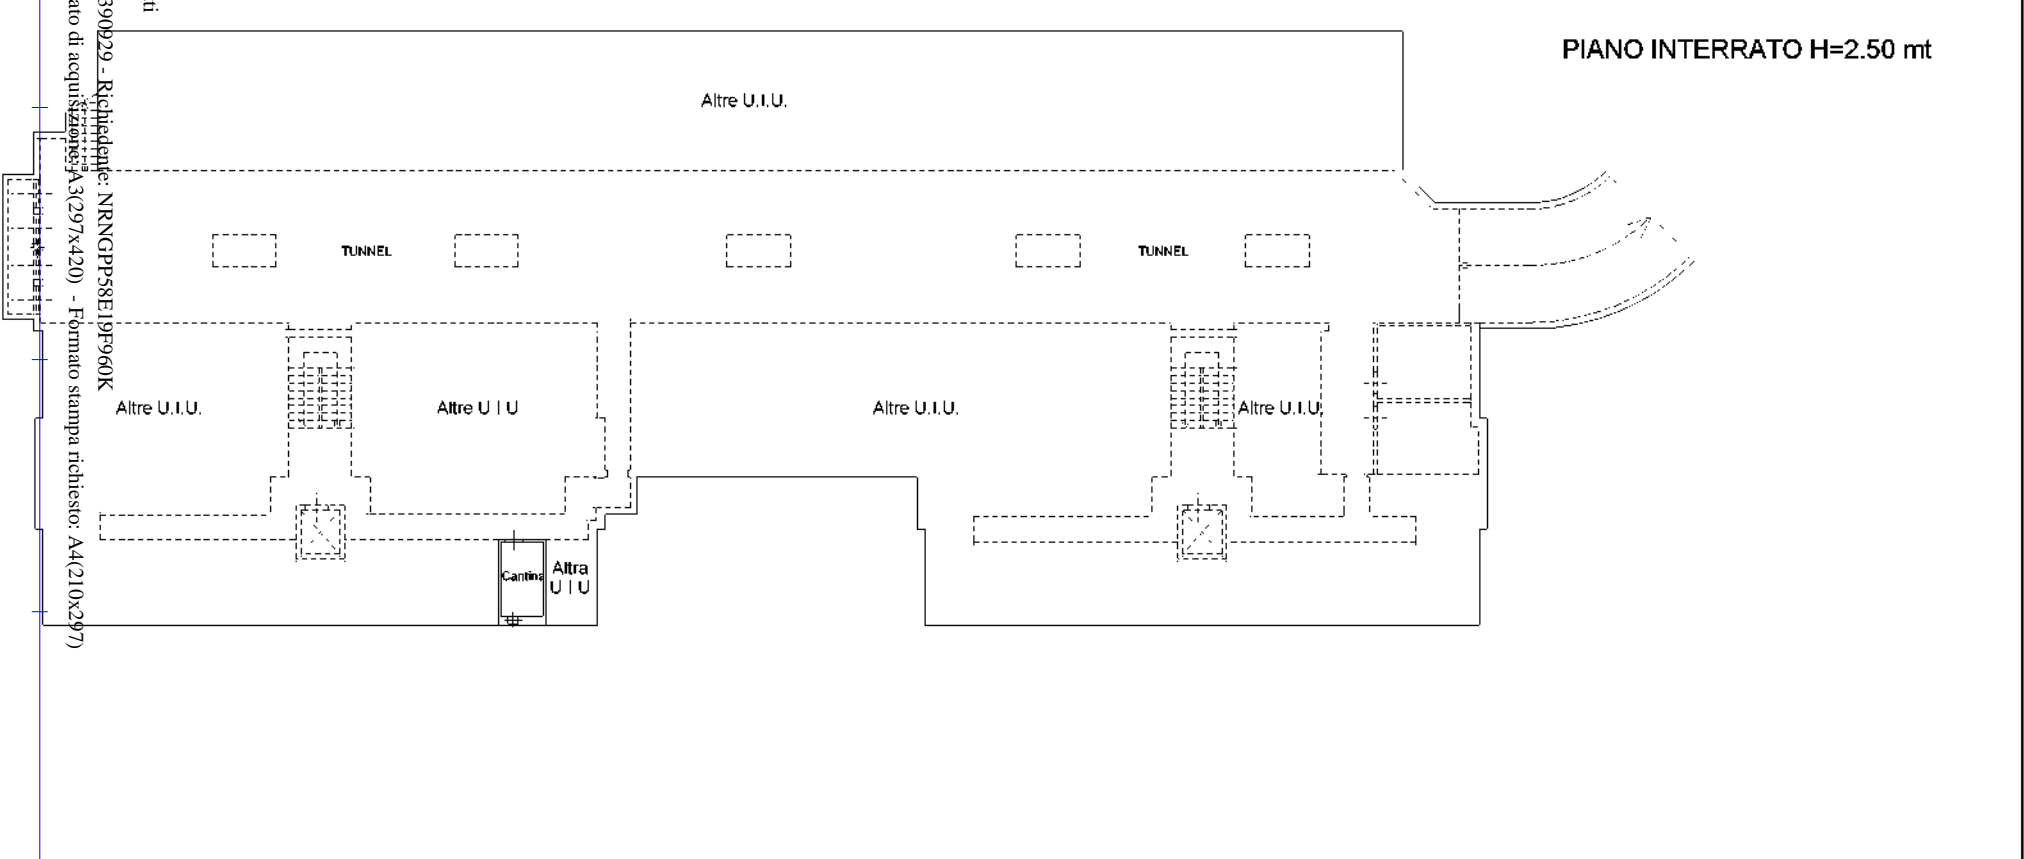 ti
390929 - Richiedente: NRNGPP58E19F960K
ato di acquisizione: A3(297x420) - Formato stampa richiesto: A4(210x297)
PIANO INTERRATO H=2.50 mt
Altre U.I.U.
TUNNEL
TUNNEL
Altre U.I.U.
Altre U I U
Altre U.I.U.
Altre U.I.U.
Cantina
Altra
U I U